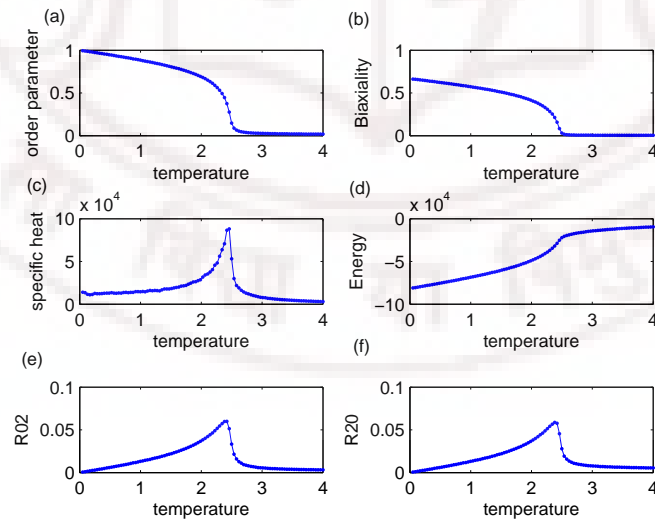 (a)
order parameter
1
0.5
0
0 1 2 3 4
temperature
(b)
Biaxiality
1
0.5
0
0 1 2 3 4
temperature
(c)
x 10^4
specific heat
10
5
0
0 1 2 3 4
temperature
(d)
x 10^4
Energy
0
−5
−10
0 1 2 3 4
temperature
(e)
R02
0.1
0.05
0
0 1 2 3 4
temperature
(f)
R20
0.1
0.05
0
0 1 2 3 4
temperature